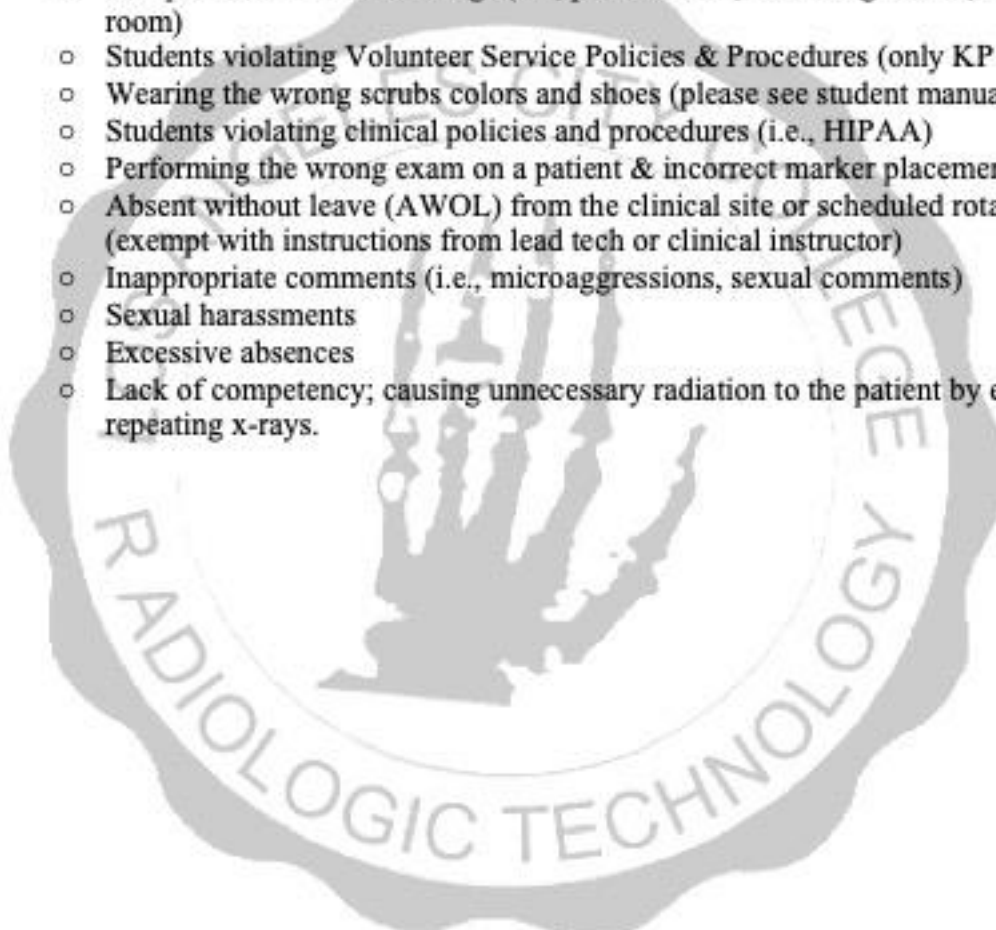 room)
○ Students violating Volunteer Service Policies & Procedures (only KP
○ Wearing the wrong scrubs colors and shoes (please see student manua
○ Students violating clinical policies and procedures (i.e., HIPAA)
○ Performing the wrong exam on a patient & incorrect marker placemen
○ Absent without leave (AWOL) from the clinical site or scheduled rota
(exempt with instructions from lead tech or clinical instructor)
○ Inappropriate comments (i.e., microaggressions, sexual comments)
○ Sexual harassments
○ Excessive absences
○ Lack of competency; causing unnecessary radiation to the patient by e
repeating x-rays.
LOS ANGELES CITY COLLEGE
RADIOLOGIC TECHNOLOGY